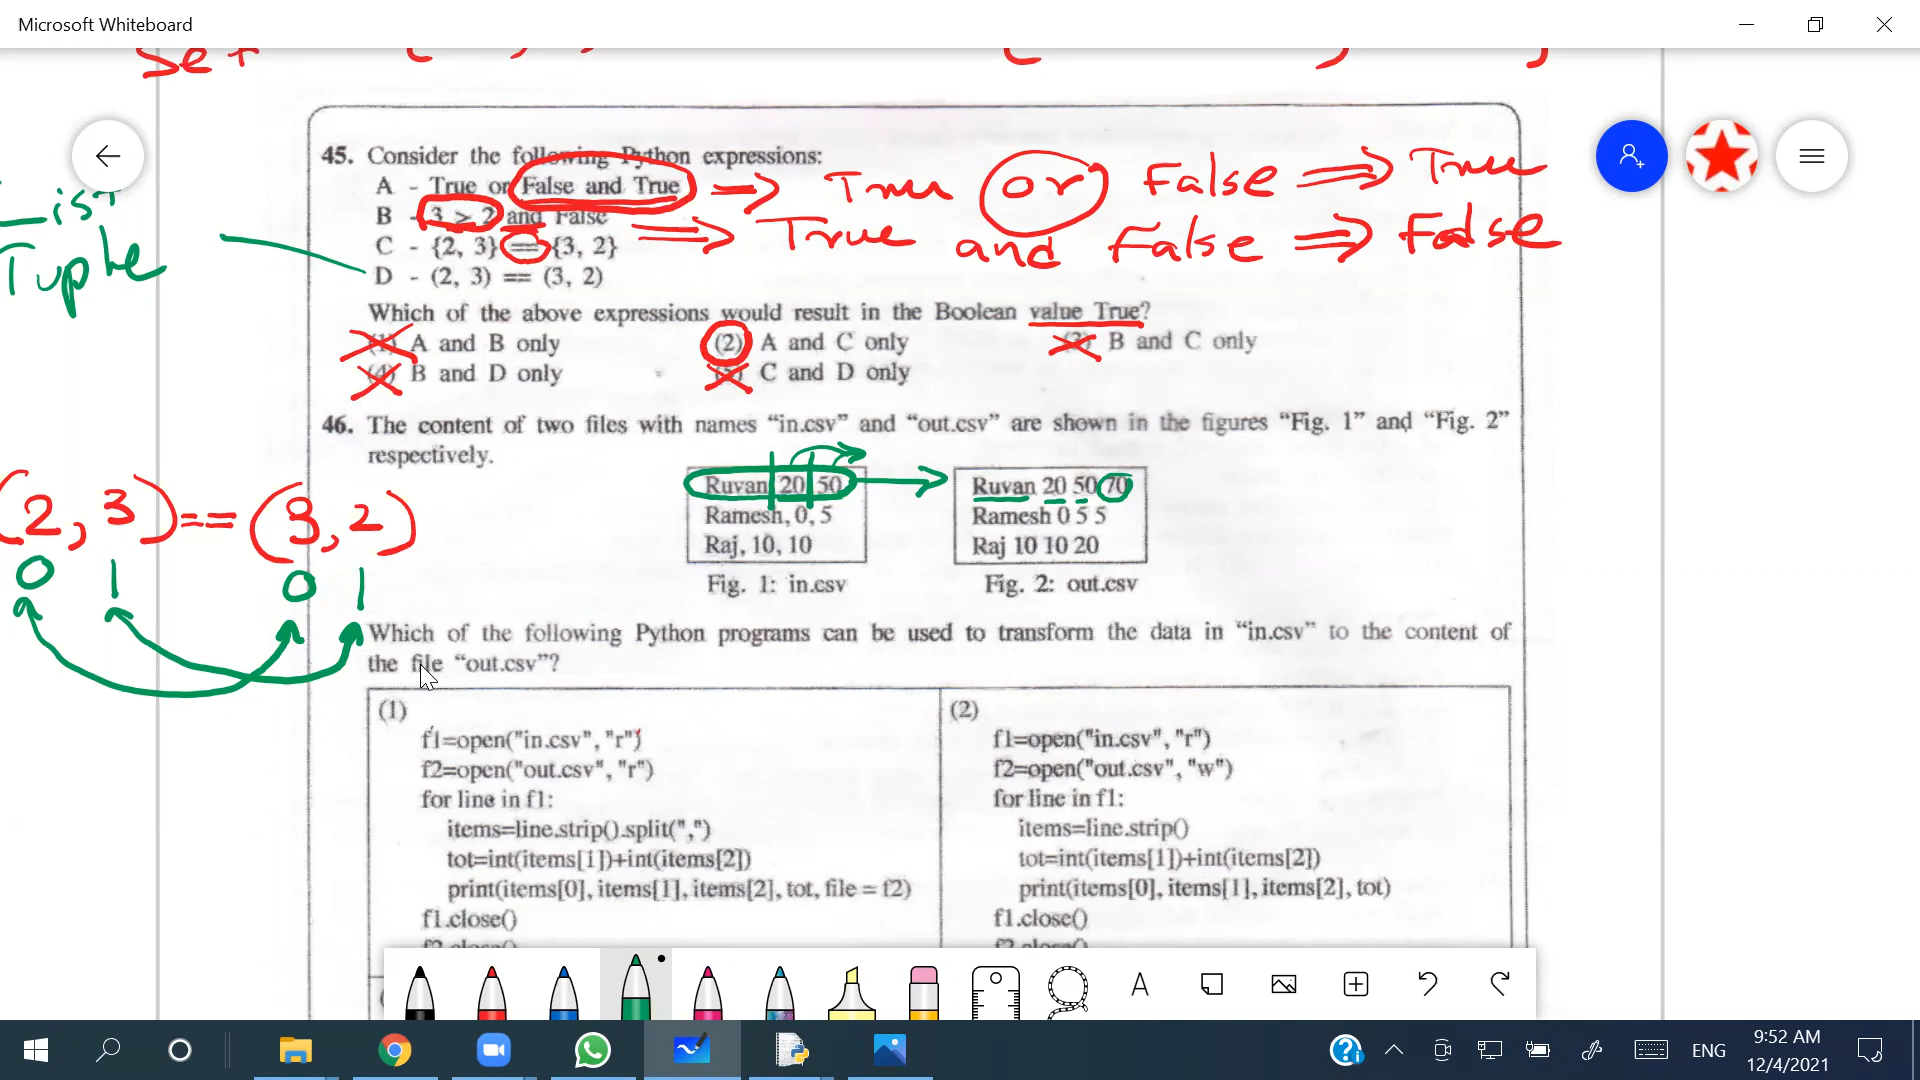 Microsoft Whiteboard
Set
45. Consider the following Python expressions:
A - True or False and True => True or False => True
B - 3 > 2 and False => True and False => False
C - {2, 3} == {3, 2}
D - (2, 3) == (3, 2)
List
Tuple
Which of the above expressions would result in the Boolean value True?
(1) A and B only (2) A and C only (3) B and C only
(4) B and D only (5) C and D only
46. The content of two files with names “in.csv” and “out.csv” are shown in the figures “Fig. 1” and “Fig. 2”
respectively.
Ruvan 20 50
Ramesh, 0, 5
Raj, 10, 10
Fig. 1: in.csv
Ruvan 20 50 70
Ramesh 0 5 5
Raj 10 10 20
Fig. 2: out.csv
(2, 3) == (3, 2)
0 1 0 1
Which of the following Python programs can be used to transform the data in “in.csv” to the content of
the file “out.csv”?
(1)
f1=open("in.csv", "r")
f2=open("out.csv", "r")
for line in f1:
items=line.strip().split(",")
tot=int(items[1])+int(items[2])
print(items[0], items[1], items[2], tot, file = f2)
f1.close()
f2.close()
(2)
f1=open("in.csv", "r")
f2=open("out.csv", "w")
for line in f1:
items=line.strip()
tot=int(items[1])+int(items[2])
print(items[0], items[1], items[2], tot)
f1.close()
f2.close()
ENG
9:52 AM
12/4/2021